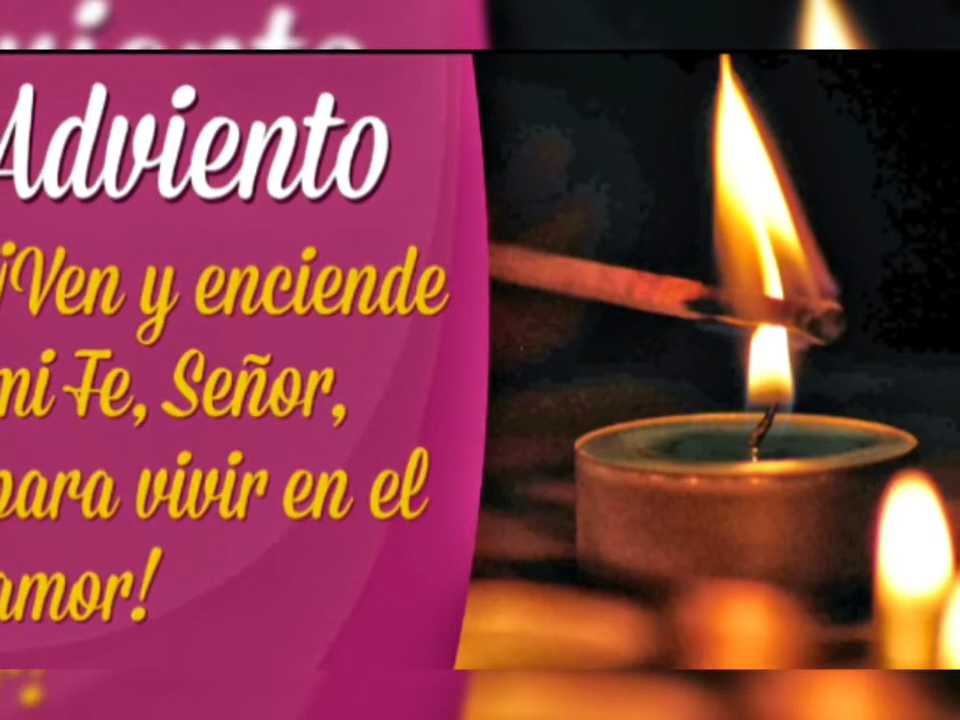 Adviento
¡Ven y enciende
mi Fe, Señor,
para vivir en el
amor!